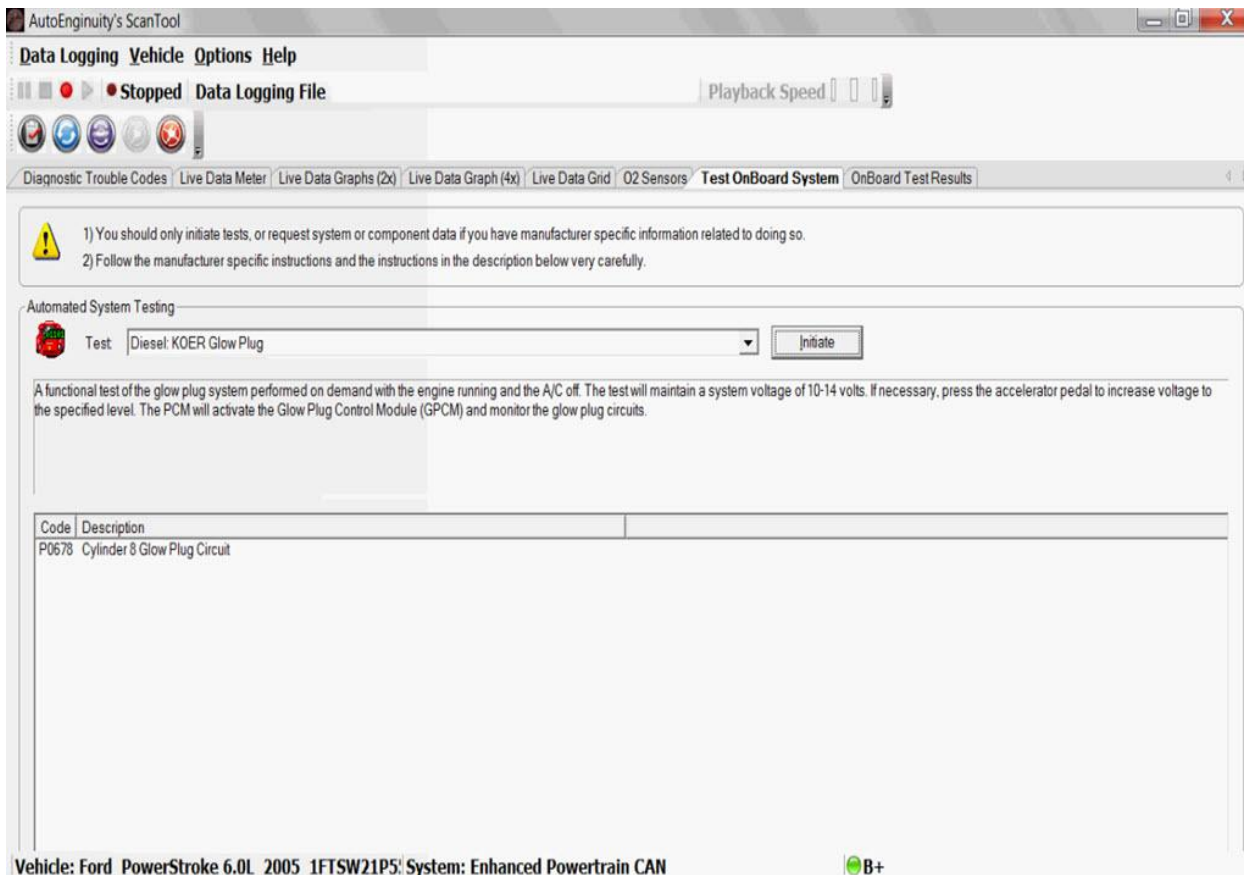 AutoEnginuity's ScanTool
Data Logging Vehicle Options Help
Stopped Data Logging File Playback Speed
Diagnostic Trouble Codes Live Data Meter Live Data Graphs (2x) Live Data Graph (4x) Live Data Grid O2 Sensors Test OnBoard System OnBoard Test Results
1) You should only initiate tests, or request system or component data if you have manufacturer specific information related to doing so.
2) Follow the manufacturer specific instructions and the instructions in the description below very carefully.
Automated System Testing
Test Diesel: KOER Glow Plug Initiate
A functional test of the glow plug system performed on demand with the engine running and the A/C off. The test will maintain a system voltage of 10-14 volts. If necessary, press the accelerator pedal to increase voltage to
the specified level. The PCM will activate the Glow Plug Control Module (GPCM) and monitor the glow plug circuits.
Code Description
P0678 Cylinder 8 Glow Plug Circuit
Vehicle: Ford PowerStroke 6.0L 2005 1FTSW21P5 System: Enhanced Powertrain CAN B+